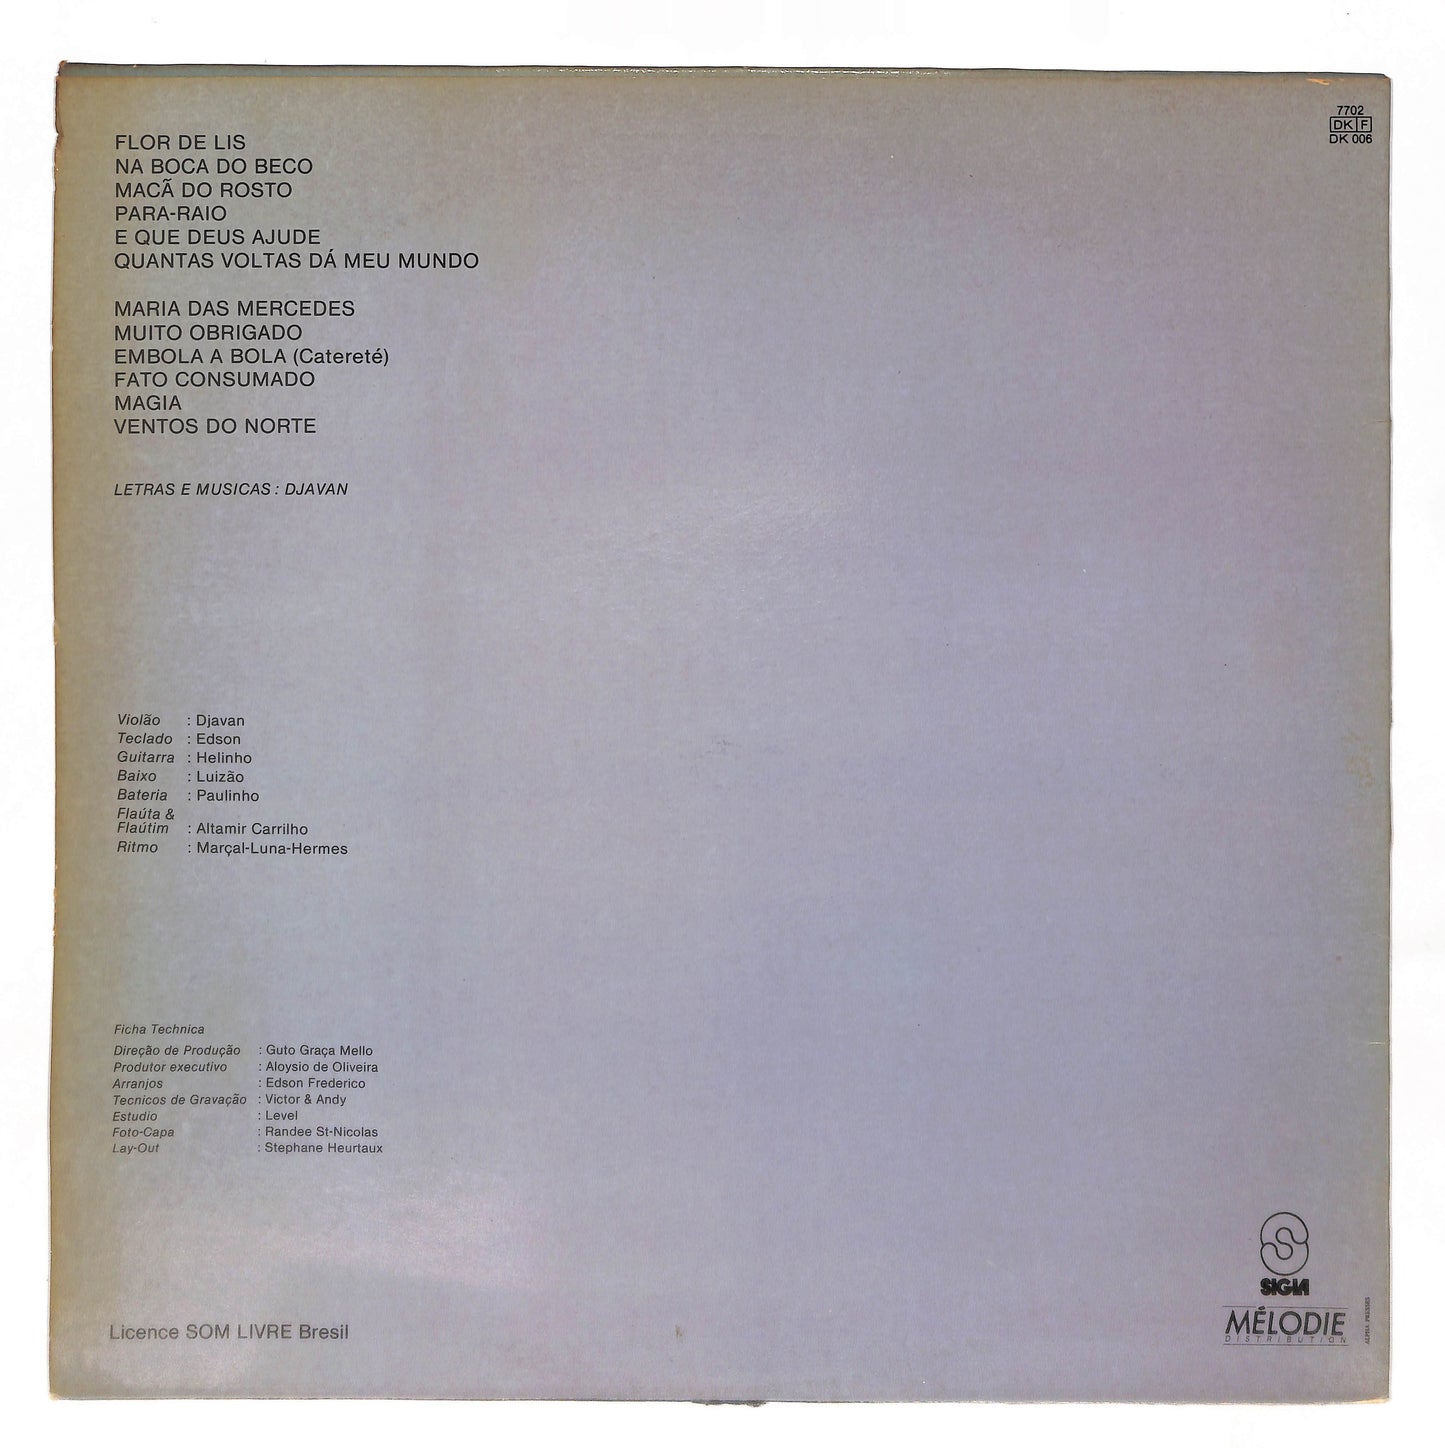 7702
DK F
DK 006
FLOR DE LIS
NA BOCA DO BECO
MACÃ DO ROSTO
PARA-RAIO
E QUE DEUS AJUDE
QUANTAS VOLTAS DÁ MEU MUNDO
MARIA DAS MERCEDES
MUITO OBRIGADO
EMBOLA A BOLA (Catereté)
FATO CONSUMADO
MAGIA
VENTOS DO NORTE
LETRAS E MUSICAS : DJAVAN
Violão : Djavan
Teclado : Edson
Guitarra : Helinho
Baixo : Luizão
Bateria : Paulinho
Flaúta &
Flaútim : Altamir Carrilho
Ritmo : Marçal-Luna-Hermes
Ficha Technica
Direção de Produção : Guto Graça Mello
Produtor executivo : Aloysio de Oliveira
Arranjos : Edson Frederico
Tecnicos de Gravação : Victor & Andy
Estudio : Level
Foto-Capa : Randee St-Nicolas
Lay-Out : Stephane Heurtaux
Licence SOM LIVRE Bresil
SIGLA
MÉLODIE
DISTRIBUTION
ALPHA PRESSES